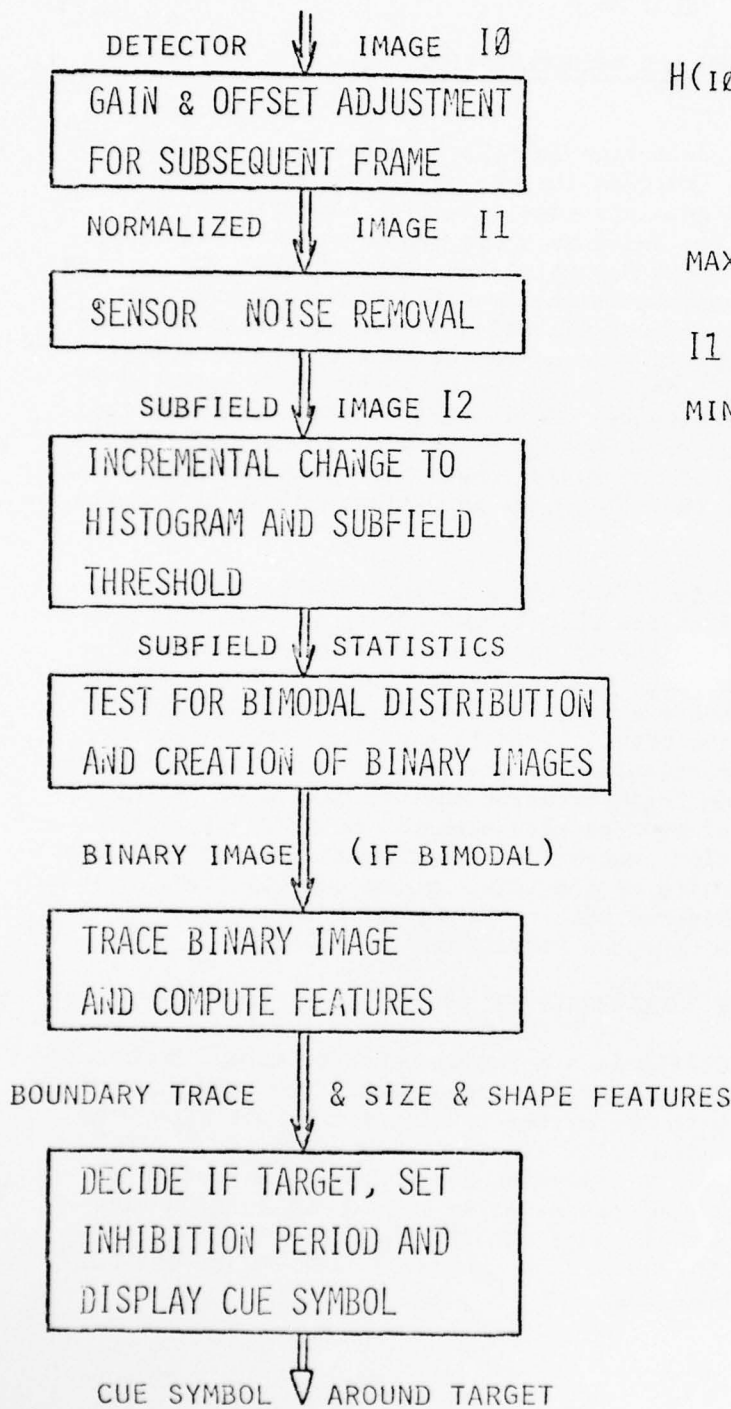 DETECTOR IMAGE IØ
GAIN & OFFSET ADJUSTMENT
FOR SUBSEQUENT FRAME
NORMALIZED IMAGE I1
SENSOR NOISE REMOVAL
SUBFIELD IMAGE I2
INCREMENTAL CHANGE TO
HISTOGRAM AND SUBFIELD
THRESHOLD
SUBFIELD STATISTICS
TEST FOR BIMODAL DISTRIBUTION
AND CREATION OF BINARY IMAGES
BINARY IMAGE (IF BIMODAL)
TRACE BINARY IMAGE
AND COMPUTE FEATURES
BOUNDARY TRACE & SIZE & SHAPE FEATURES
DECIDE IF TARGET, SET
INHIBITION PERIOD AND
DISPLAY CUE SYMBOL
CUE SYMBOL AROUND TARGET
H(IØ
MAX
I1
MIN